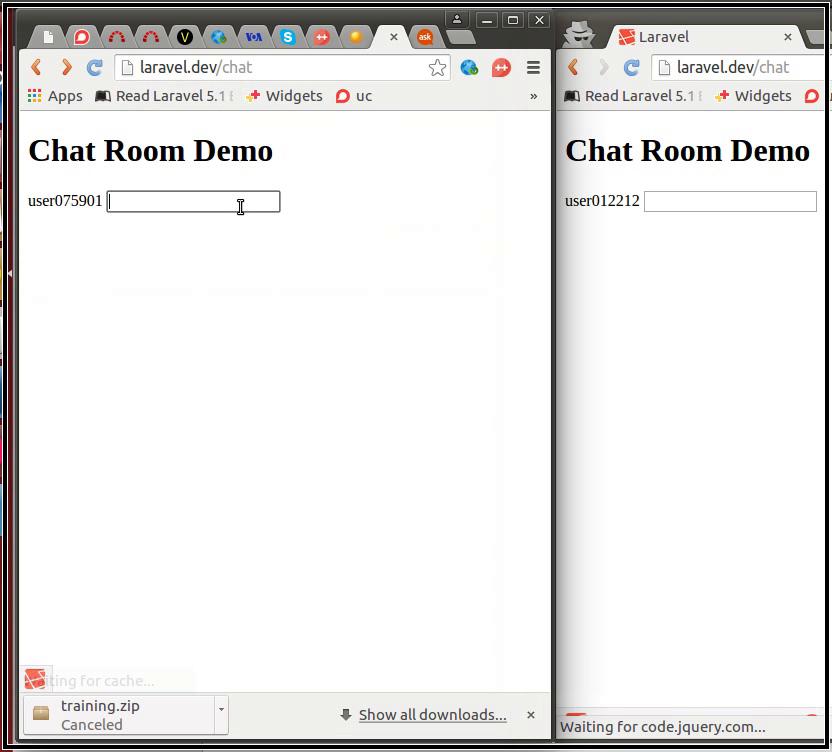 V
VOA
S
++
ask
laravel.dev/chat
++
Apps
Read Laravel 5.1
Widgets
uc
»
Chat Room Demo
user075901
waiting for cache...
training.zip
Canceled
Show all downloads...
Laravel
laravel.dev/chat
Read Laravel 5.1
Widgets
Chat Room Demo
user012212
Waiting for code.jquery.com...